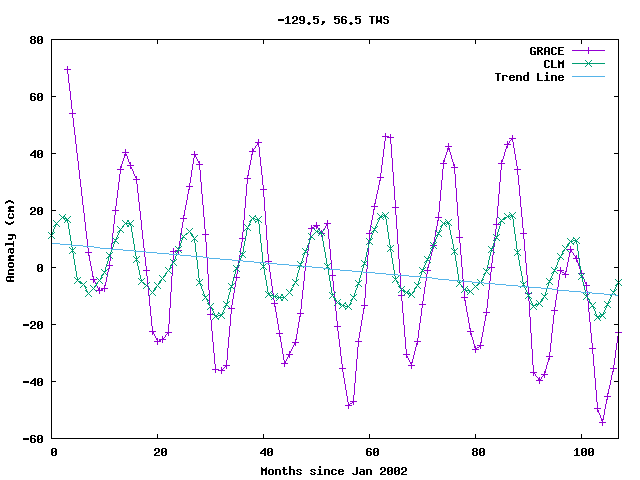 -129.5, 56.5 TWS
80
60
40
20
0
-20
-40
-60
Anomaly (cm)
GRACE
CLM
Trend Line
0 20 40 60 80 100
Months since Jan 2002